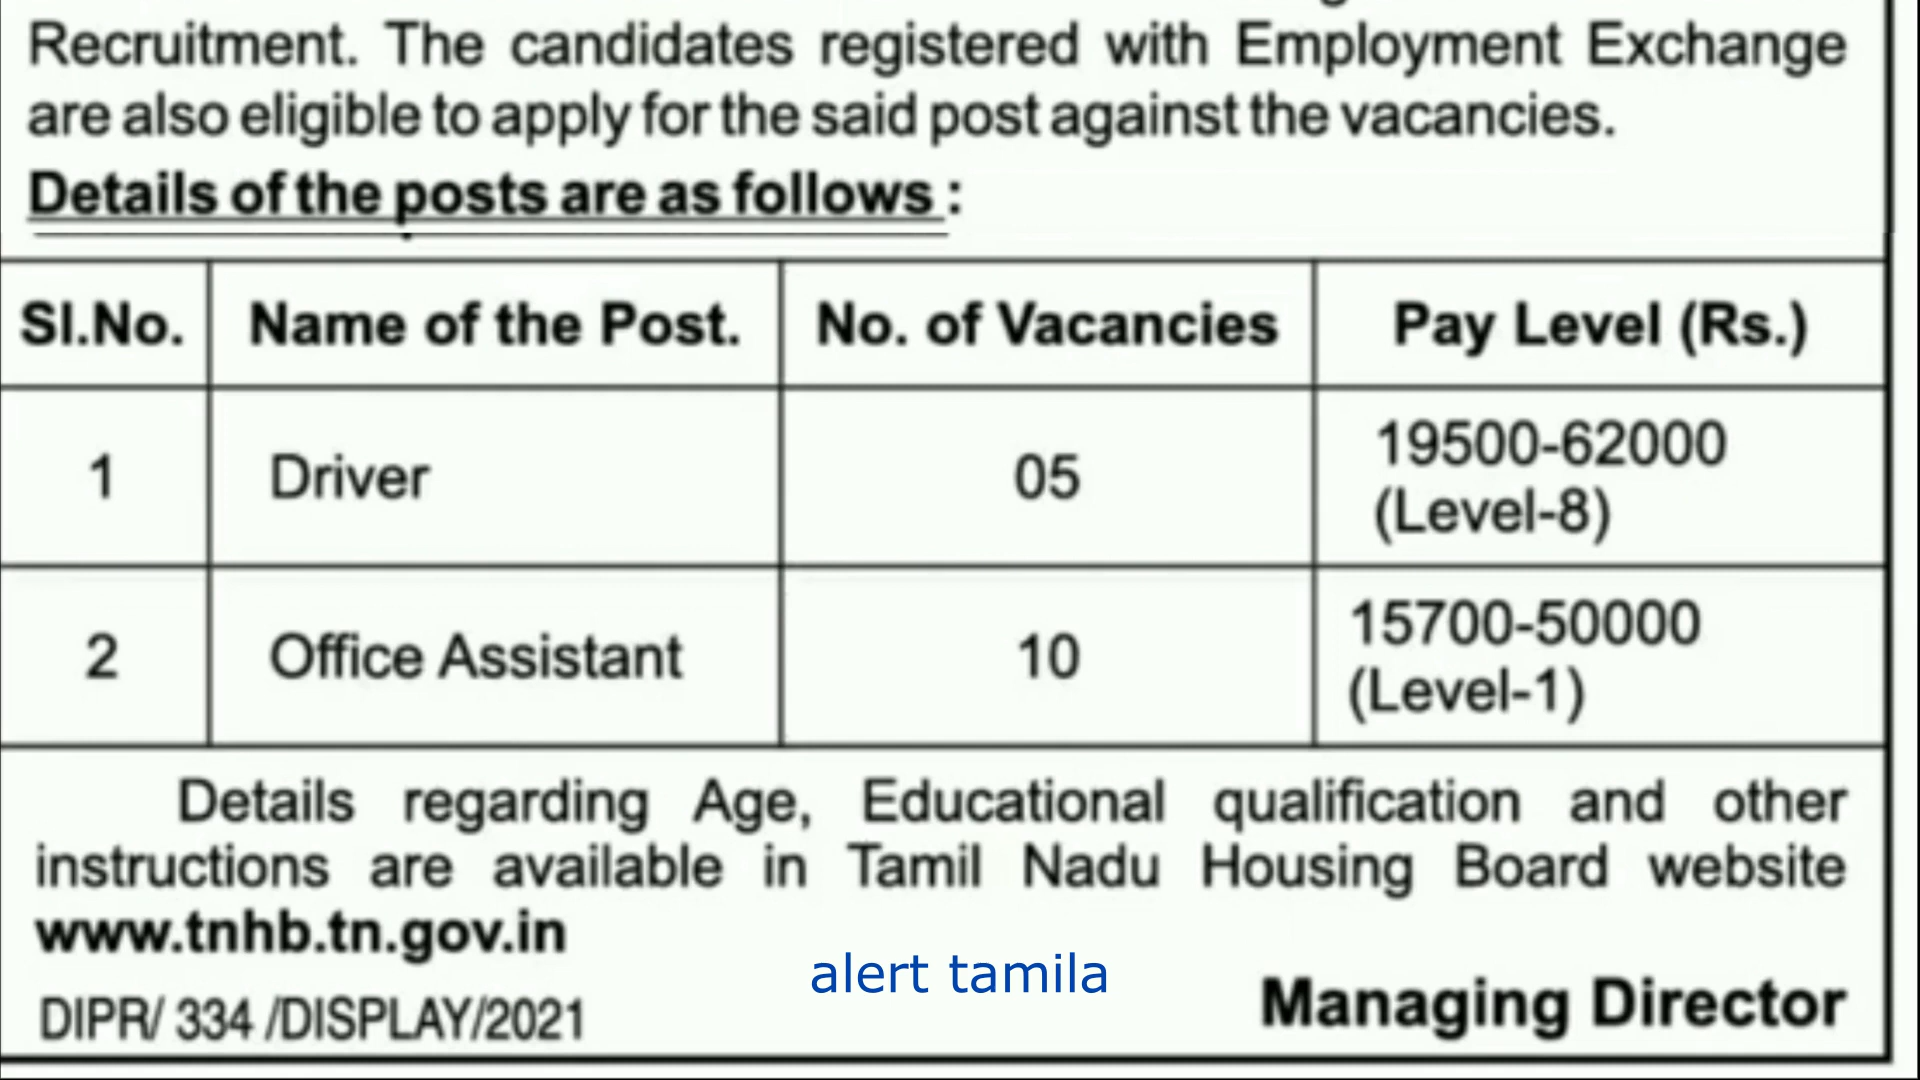 Recruitment. The candidates registered with Employment Exchange
are also eligible to apply for the said post against the vacancies.
Details of the posts are as follows :
Sl.No. Name of the Post. No. of Vacancies Pay Level (Rs.)
1 Driver 05 19500-62000
(Level-8)
2 Office Assistant 10 15700-50000
(Level-1)
Details regarding Age, Educational qualification and other
instructions are available in Tamil Nadu Housing Board website
www.tnhb.tn.gov.in
alert tamila
DIPR/ 334 /DISPLAY/2021 Managing Director